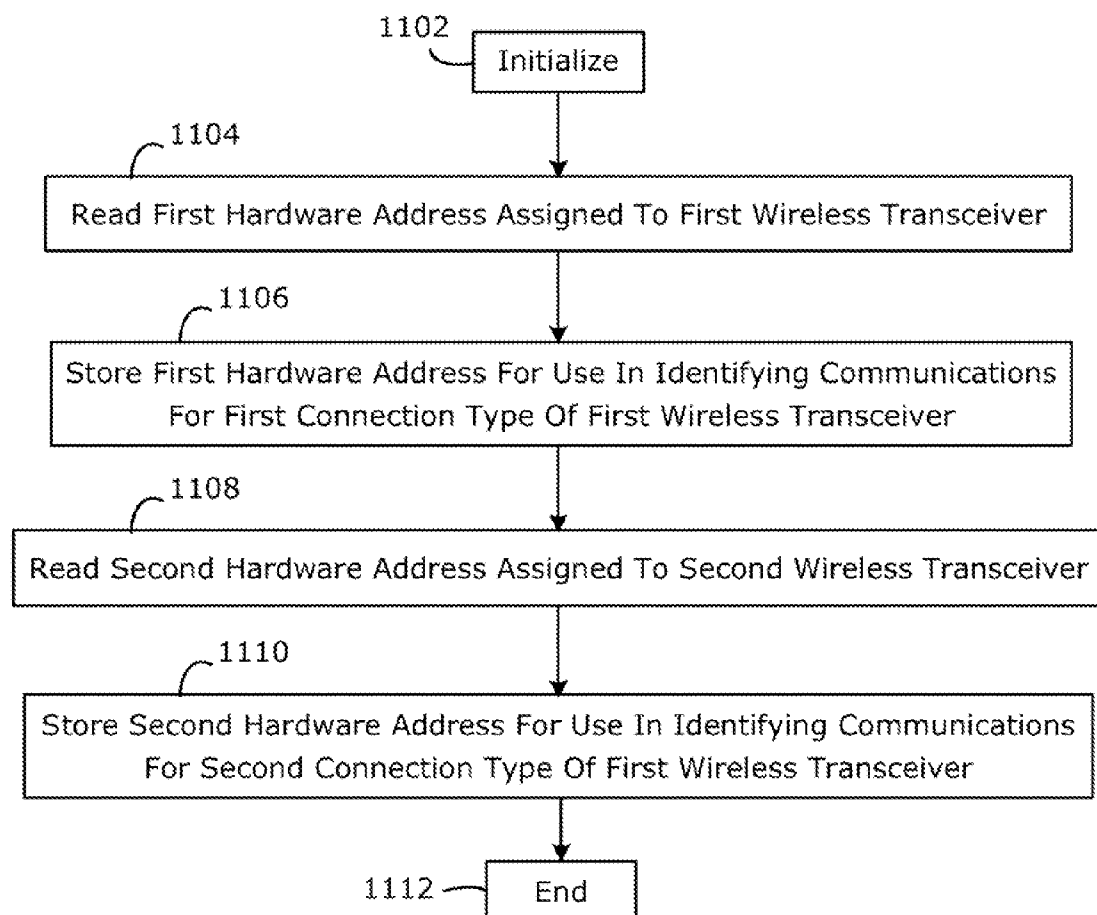 1102
Initialize
1104
Read First Hardware Address Assigned To First Wireless Transceiver
1106
Store First Hardware Address For Use In Identifying Communications
For First Connection Type Of First Wireless Transceiver
1108
Read Second Hardware Address Assigned To Second Wireless Transceiver
1110
Store Second Hardware Address For Use In Identifying Communications
For Second Connection Type Of First Wireless Transceiver
1112
End